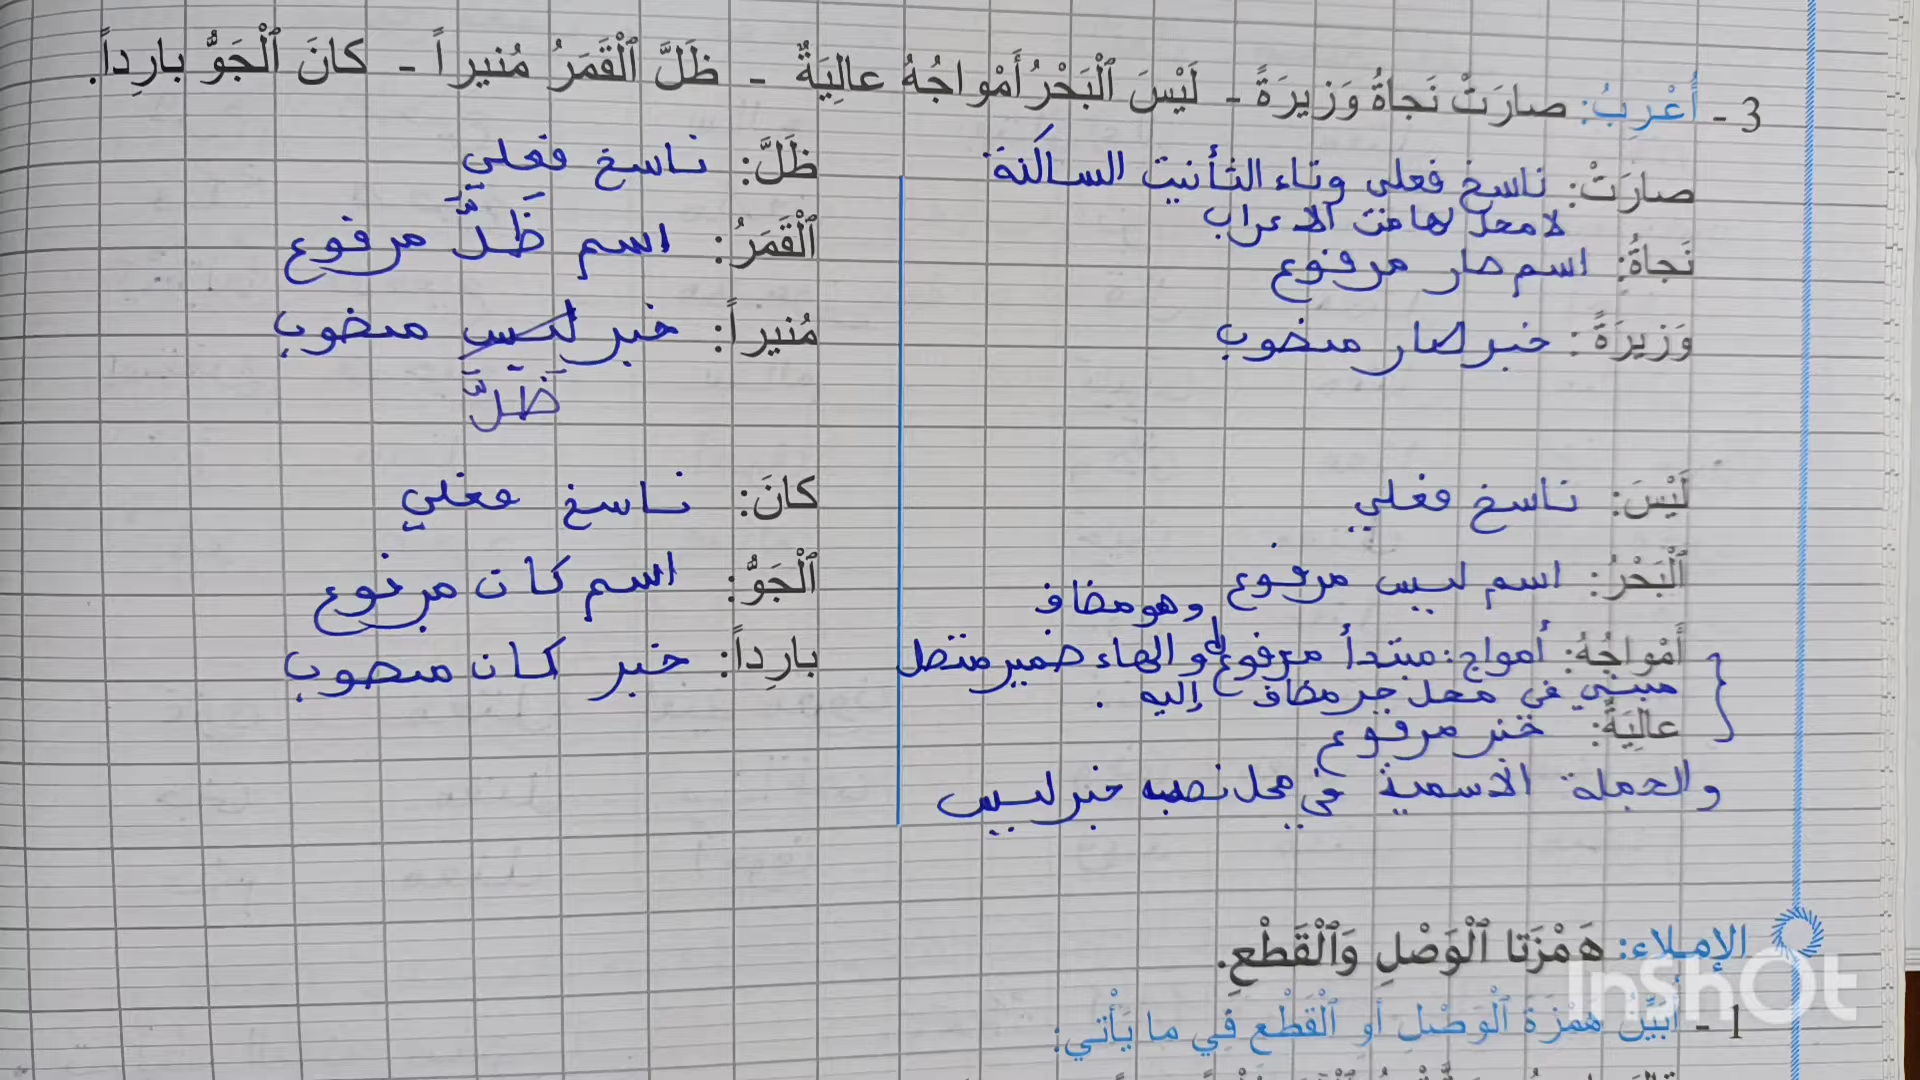 3 - أُعْرِبُ: صارَتْ نَجاةُ وَزيرَةً - لَيْسَ ٱلْبَحْرُ أَمْواجُهُ عالِيَةٌ - ظَلَّ ٱلْقَمَرُ مُنيراً - كانَ ٱلْجَوُّ بارِداً.
صارَتْ: ناسخ فعلي وتاء التأنيث الساكنة
لا محل لها من الاعراب
نَجاةُ: اسم صار مرفوع
وَزيرَةً: خبر صار منصوب
لَيْسَ: ناسخ فعلي
ٱلْبَحْرُ: اسم ليس مرفوع
وهو مضاف
أَمْواجُهُ: أمواج: مبتدأ مرفوع والهاء ضمير متصل
مبني في محل جر مضاف إليه.
عالِيَةٌ: خبر مرفوع
والجملة الاسمية في محل نصب خبر ليس
ظَلَّ: ناسخ فعلي
ٱلْقَمَرُ: اسم ظَلَّ مرفوع
مُنيراً: خبر ليس منصوب
ظَلَّ
كانَ: ناسخ فعلي
ٱلْجَوُّ: اسم كان مرفوع
بارِداً: خبر كان منصوب
الإملاء: هَمْزَتا ٱلْوَصْلِ وَٱلْقَطْعِ.
1 - أُبَيِّنُ هَمْزَةَ ٱلْوَصْلِ أوِ ٱلْقَطْعِ فِي ما يَأْتي:
InShOt